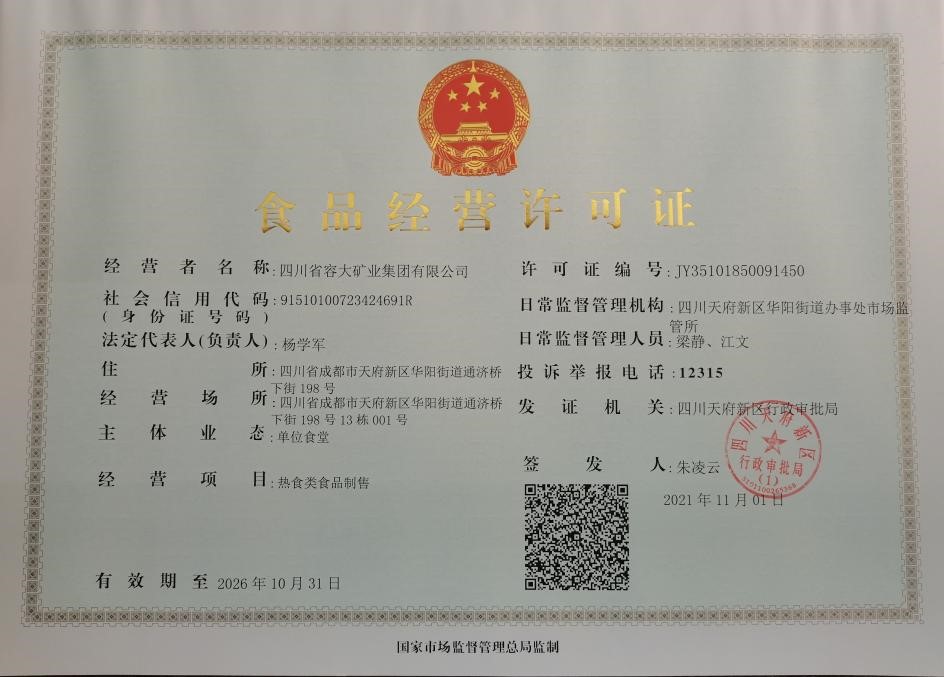 食品经营许可证
经营者名称:四川省容大矿业集团有限公司
社会信用代码:91510100723424691R
(身份证号码)
法定代表人(负责人):杨学军
住所:四川省成都市天府新区华阳街道通济桥
下街198号
经营场所:四川省成都市天府新区华阳街道通济桥
下街198号13栋001号
主体业态:单位食堂
经营项目:热食类食品制售
有效期至2026年10月31日
许可证编号:JY35101850091450
日常监督管理机构:四川天府新区华阳街道办事处市场监
管所
日常监督管理人员:梁静、江文
投诉举报电话:12315
发证机关:四川天府新区行政审批局
四川天府新区
行政审批局
(1)
签发人:朱凌云
2021年11月01日
国家市场监督管理总局监制